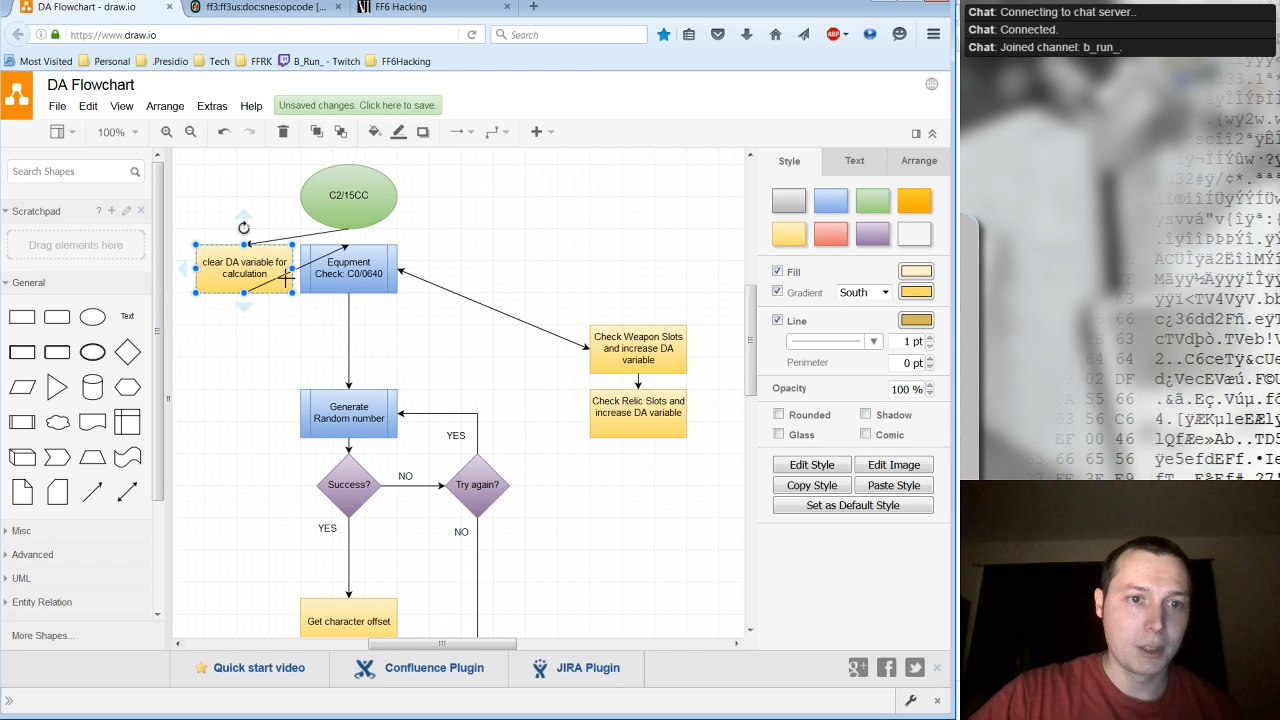 DA Flowchart - draw.io
ff3:ff3us:doc:snes:opcode [...
FF6 Hacking
https://www.draw.io
Search
Most Visited
Personal
.Presidio
Tech
FFRK
B_Run_ - Twitch
FF6Hacking
DA Flowchart
File
Edit
View
Arrange
Extras
Help
Unsaved changes. Click here to save.
100%
Search Shapes
Scratchpad
Drag elements here
General
Text
Misc
Advanced
UML
Entity Relation
More Shapes...
C2/15CC
clear DA variable for
calculation
Equpment
Check: C0/0640
Check Weapon Slots
and increase DA
variable
Check Relic Slots and
increase DA variable
Generate
Random number
YES
Success?
NO
Try again?
YES
NO
Get character offset
Style
Text
Arrange
Fill
Gradient
South
Line
1 pt
Perimeter
0 pt
Opacity
100 %
Rounded
Shadow
Glass
Comic
Edit Style
Edit Image
Copy Style
Paste Style
Set as Default Style
Quick start video
Confluence Plugin
JIRA Plugin
Chat: Connecting to chat server..
Chat: Connected.
Chat: Joined channel: b_run_.